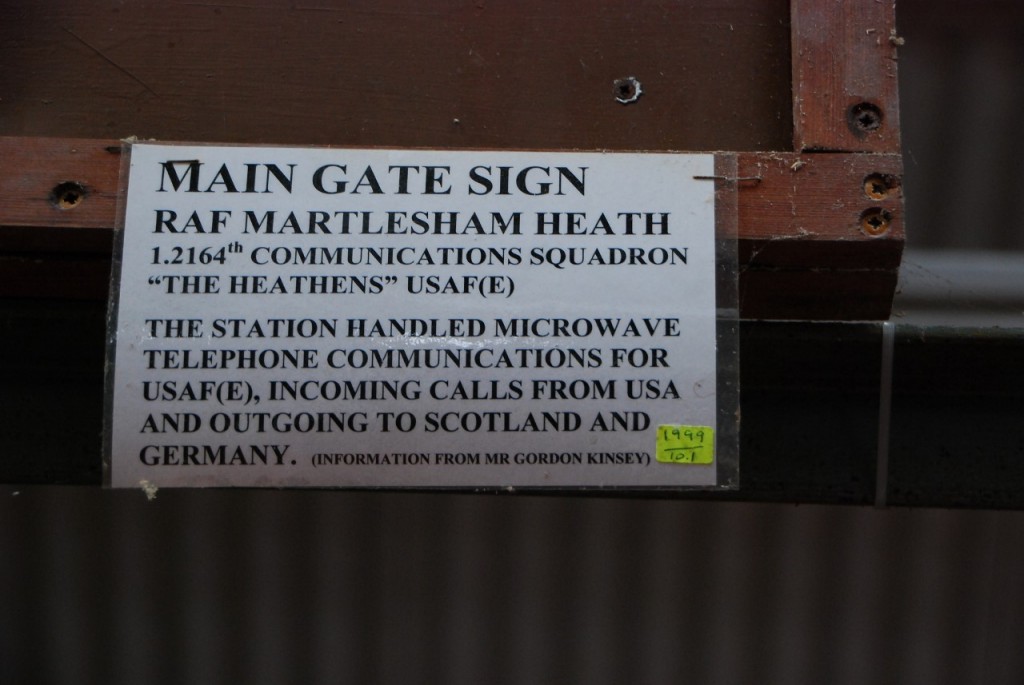 MAIN GATE SIGN
RAF MARTLESHAM HEATH
1.2164th COMMUNICATIONS SQUADRON
“THE HEATHENS” USAF(E)
THE STATION HANDLED MICROWAVE
TELEPHONE COMMUNICATIONS FOR
USAF(E), INCOMING CALLS FROM USA
AND OUTGOING TO SCOTLAND AND
GERMANY. (INFORMATION FROM MR GORDON KINSEY)
1999
10.1